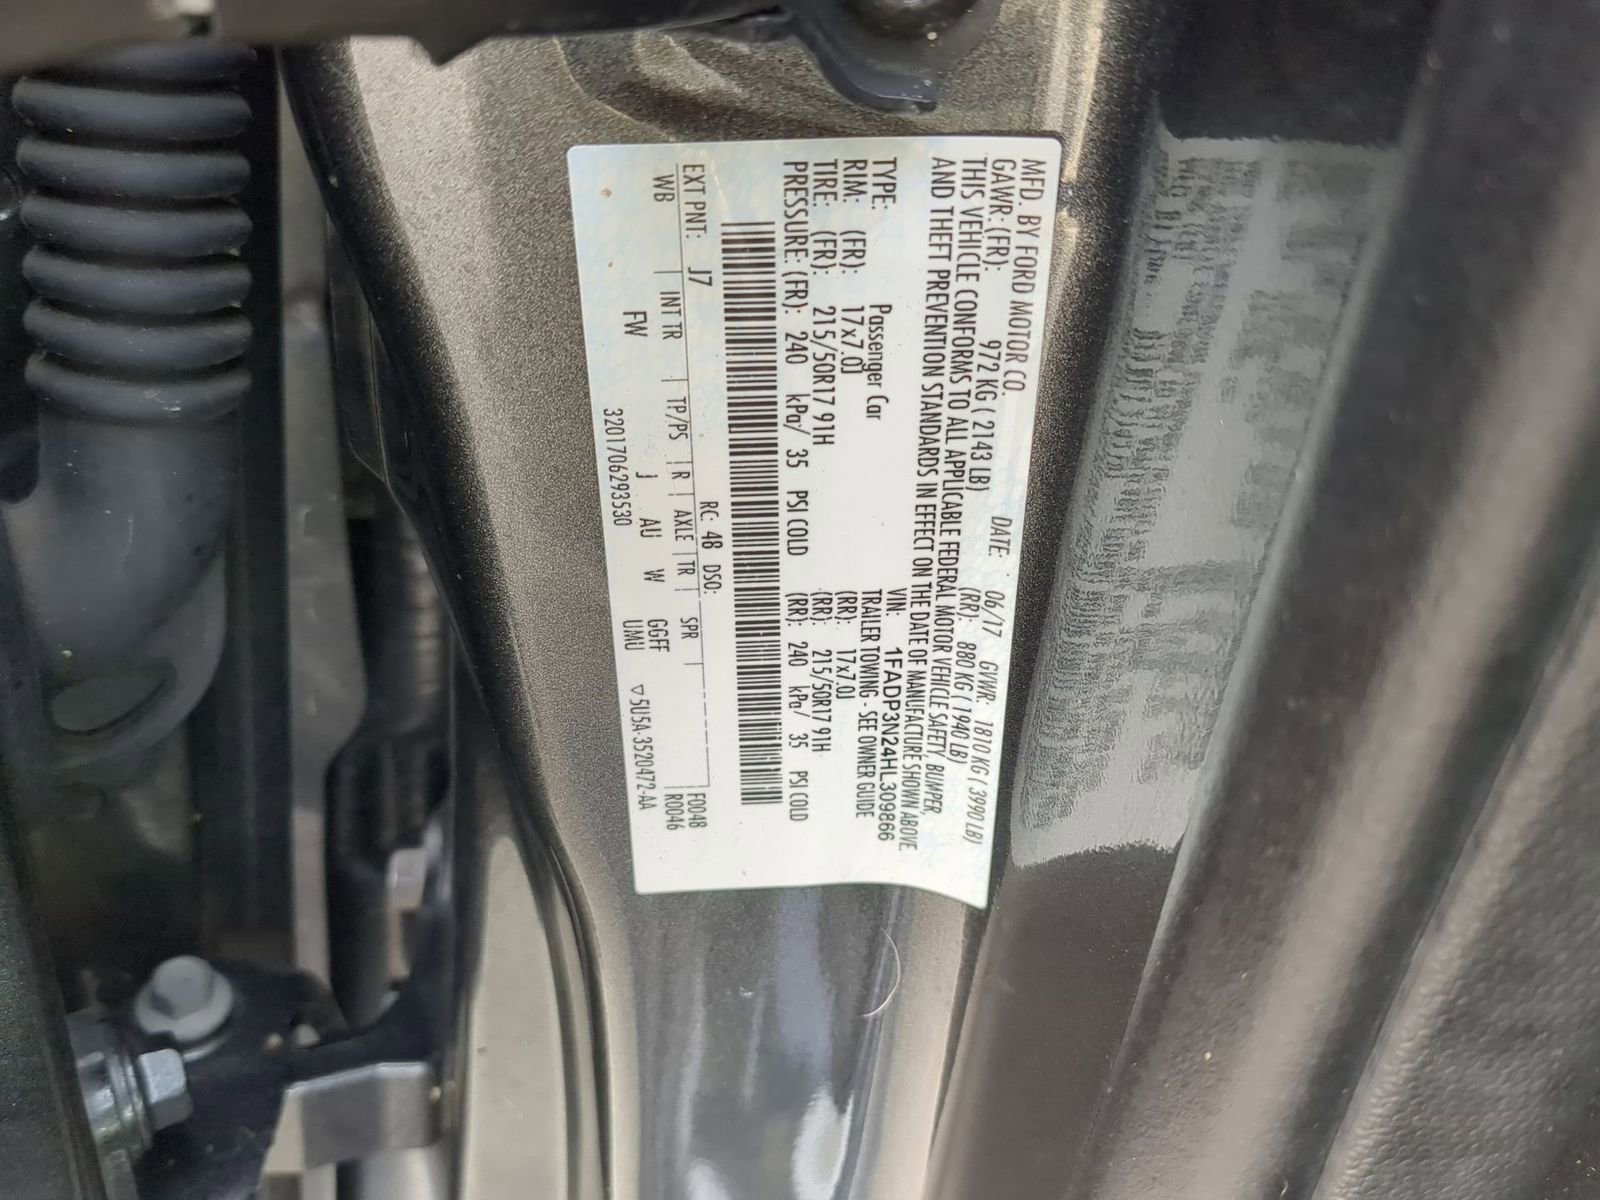 MFD. BY FORD MOTOR CO.
DATE: 06/17 GVWR: 1810 KG( 3990 LB)
GAWR: (FR): 972 KG ( 2143 LB) (RR): 880 KG ( 1940 LB)
THIS VEHICLE CONFORMS TO ALL APPLICABLE FEDERAL MOTOR VEHICLE SAFETY, BUMPER,
AND THEFT PREVENTION STANDARDS IN EFFECT ON THE DATE OF MANUFACTURE SHOWN ABOVE.
VIN: 1FADP3N24HL309866
TYPE: Passenger Car TRAILER TOWING - SEE OWNER GUIDE
RIM: (FR): 17x7.0J (RR): 17x7.0J
TIRE: (FR): 215/50R17 91H (RR): 215/50R17 91H
PRESSURE: (FR): 240 kPa/ 35 PSI COLD (RR): 240 kPa/ 35 PSI COLD
RC: 4B DSO:
EXT PNT: J7 F0048
WB INT TR TP/PS R AXLE TR SPR R0046
FW J AU W GGFF
UMU
3201706293530 ▽5U5A-3520472-AA